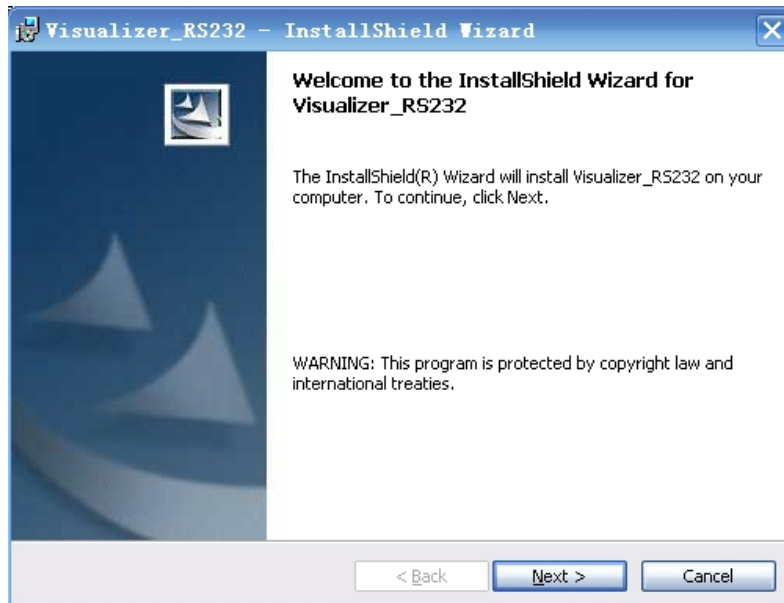 Visualizer_RS232 - InstallShield Wizard
Welcome to the InstallShield Wizard for
Visualizer_RS232
The InstallShield(R) Wizard will install Visualizer_RS232 on your
computer. To continue, click Next.
WARNING: This program is protected by copyright law and
international treaties.
< Back
Next >
Cancel